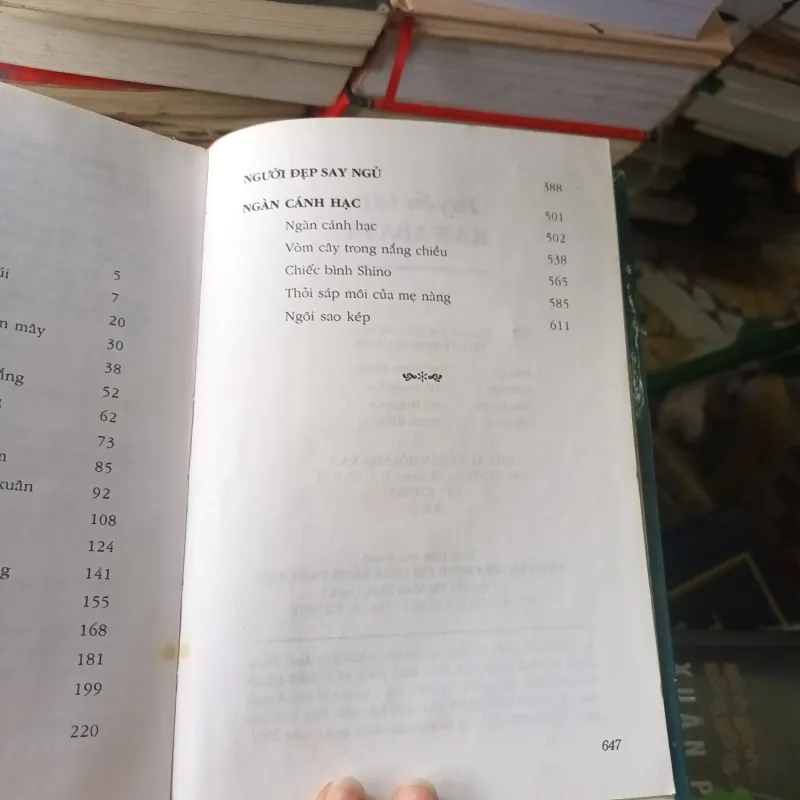 5
7
20
n mây 30
38
52
62
73
85
xuân 92
108
124
g 141
155
168
181
199
220
NGƯỜI ĐẸP SAY NGỦ 388
NGÀN CÁNH HẠC 501
Ngàn cánh hạc 502
Vòm cây trong nắng chiều 538
Chiếc bình Shino 565
Thỏi sáp môi của mẹ nàng 585
Ngôi sao kép 611
647
XUÂN